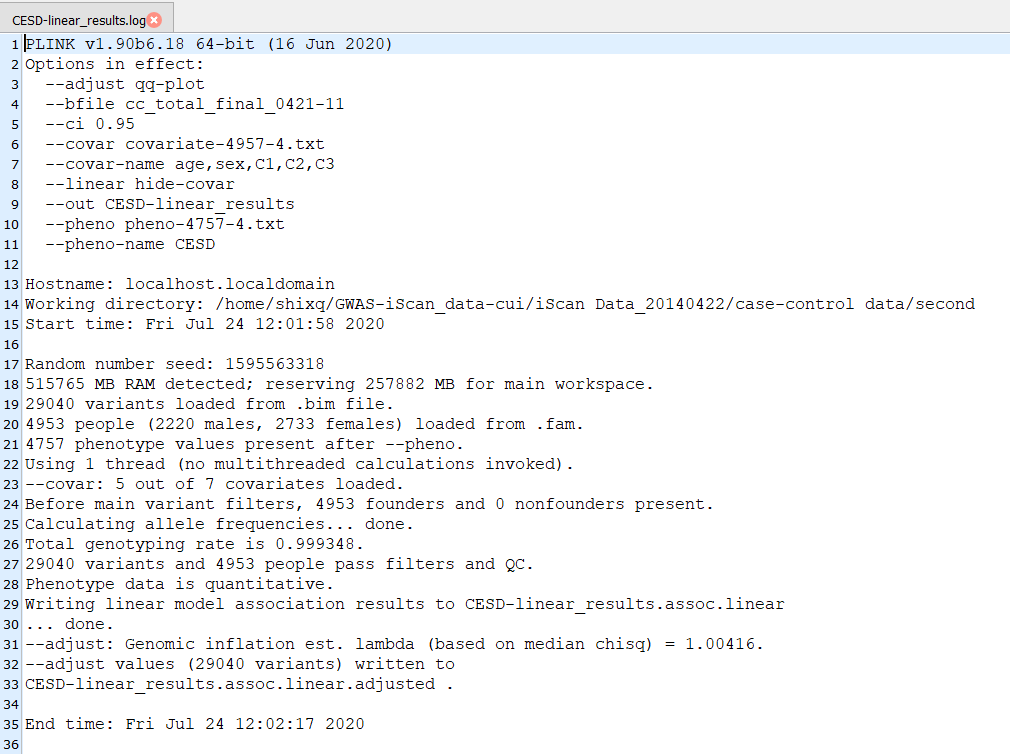 CESD-linear_results.log
1 PLINK v1.90b6.18 64-bit (16 Jun 2020)
2 Options in effect:
3   --adjust qq-plot
4   --bfile cc_total_final_0421-11
5   --ci 0.95
6   --covar covariate-4957-4.txt
7   --covar-name age,sex,C1,C2,C3
8   --linear hide-covar
9   --out CESD-linear_results
10   --pheno pheno-4757-4.txt
11   --pheno-name CESD
12
13 Hostname: localhost.localdomain
14 Working directory: /home/shixq/GWAS-iScan_data-cui/iScan Data_20140422/case-control data/second
15 Start time: Fri Jul 24 12:01:58 2020
16
17 Random number seed: 1595563318
18 515765 MB RAM detected; reserving 257882 MB for main workspace.
19 29040 variants loaded from .bim file.
20 4953 people (2220 males, 2733 females) loaded from .fam.
21 4757 phenotype values present after --pheno.
22 Using 1 thread (no multithreaded calculations invoked).
23 --covar: 5 out of 7 covariates loaded.
24 Before main variant filters, 4953 founders and 0 nonfounders present.
25 Calculating allele frequencies... done.
26 Total genotyping rate is 0.999348.
27 29040 variants and 4953 people pass filters and QC.
28 Phenotype data is quantitative.
29 Writing linear model association results to CESD-linear_results.assoc.linear
30 ... done.
31 --adjust: Genomic inflation est. lambda (based on median chisq) = 1.00416.
32 --adjust values (29040 variants) written to
33 CESD-linear_results.assoc.linear.adjusted .
34
35 End time: Fri Jul 24 12:02:17 2020
36